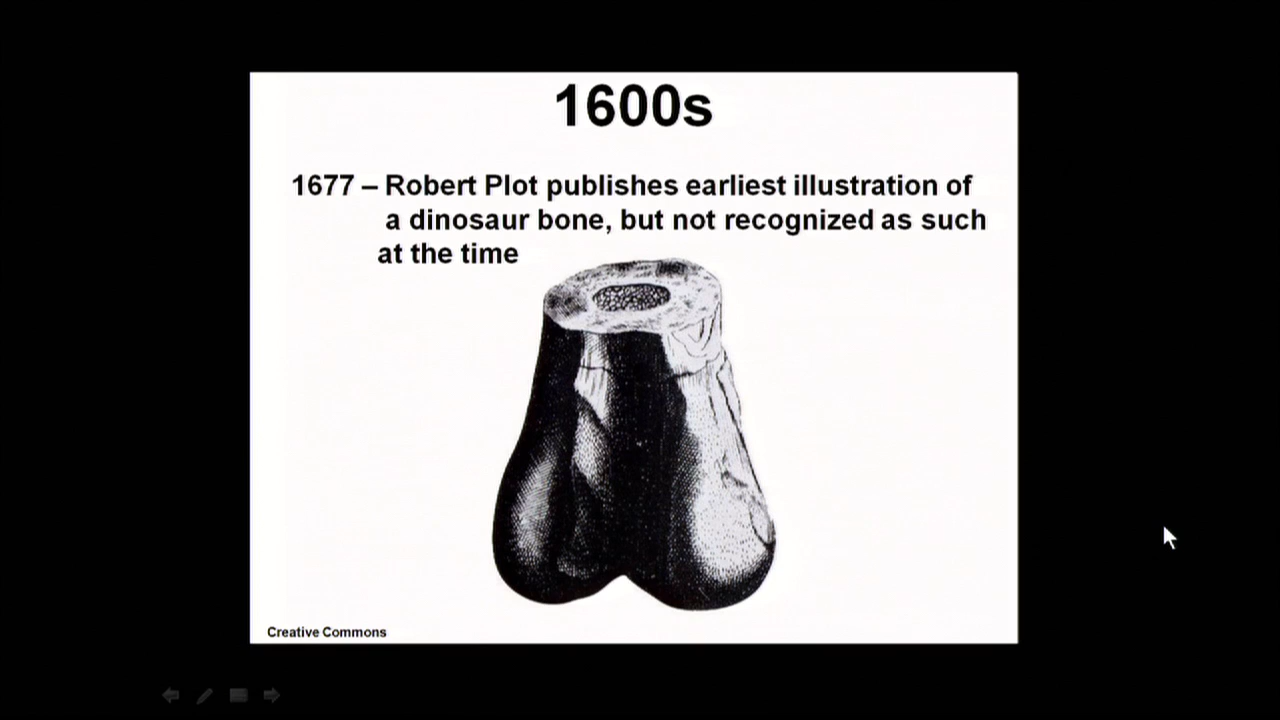 1600s
1677 – Robert Plot publishes earliest illustration of
a dinosaur bone, but not recognized as such
at the time
Creative Commons